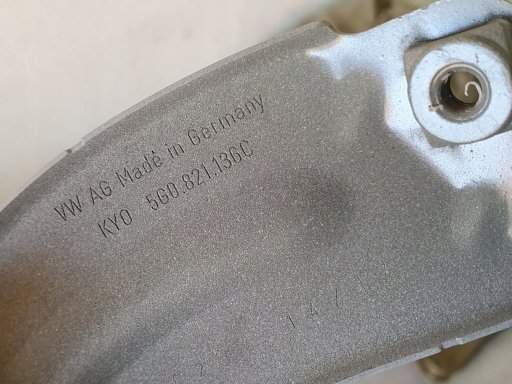 VW AG Made in Germany
KYO 5G0.821.136C